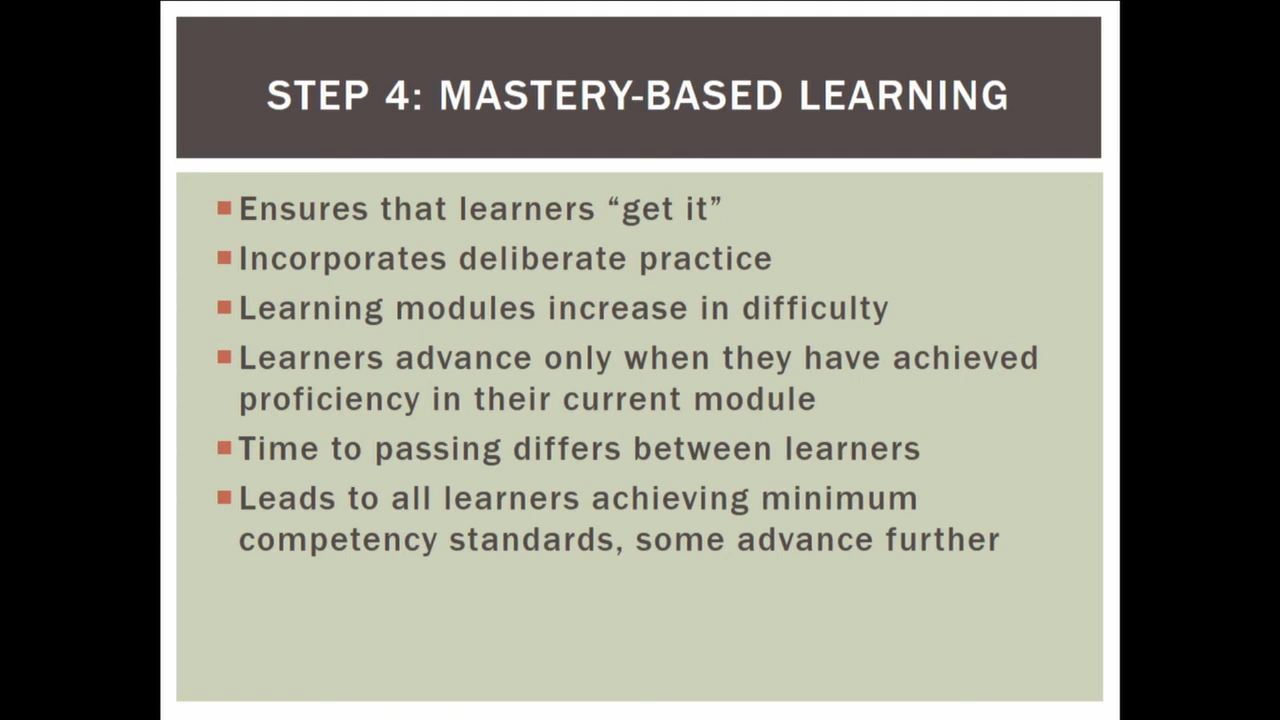 STEP 4: MASTERY-BASED LEARNING
Ensures that learners “get it”
Incorporates deliberate practice
Learning modules increase in difficulty
Learners advance only when they have achieved
proficiency in their current module
Time to passing differs between learners
Leads to all learners achieving minimum
competency standards, some advance further